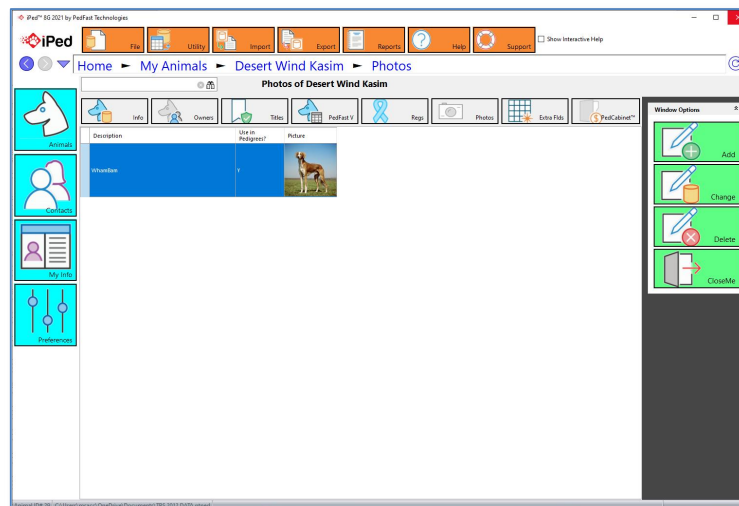 iPed™ 8G 2021 by PedFast Technologies
iPed
File
Utility
Import
Export
Reports
Help
Support
Show Interactive Help
Home ► My Animals ► Desert Wind Kasim ► Photos
Photos of Desert Wind Kasim
Info
Owners
Titles
PedFast V
Regs
Photos
Extra Flds
PedCabinet™
Animals
Contacts
My Info
Preferences
Description
Use in
Pedigrees?
Picture
WhamBam
Y
Window Options
Add
Change
Delete
CloseMe